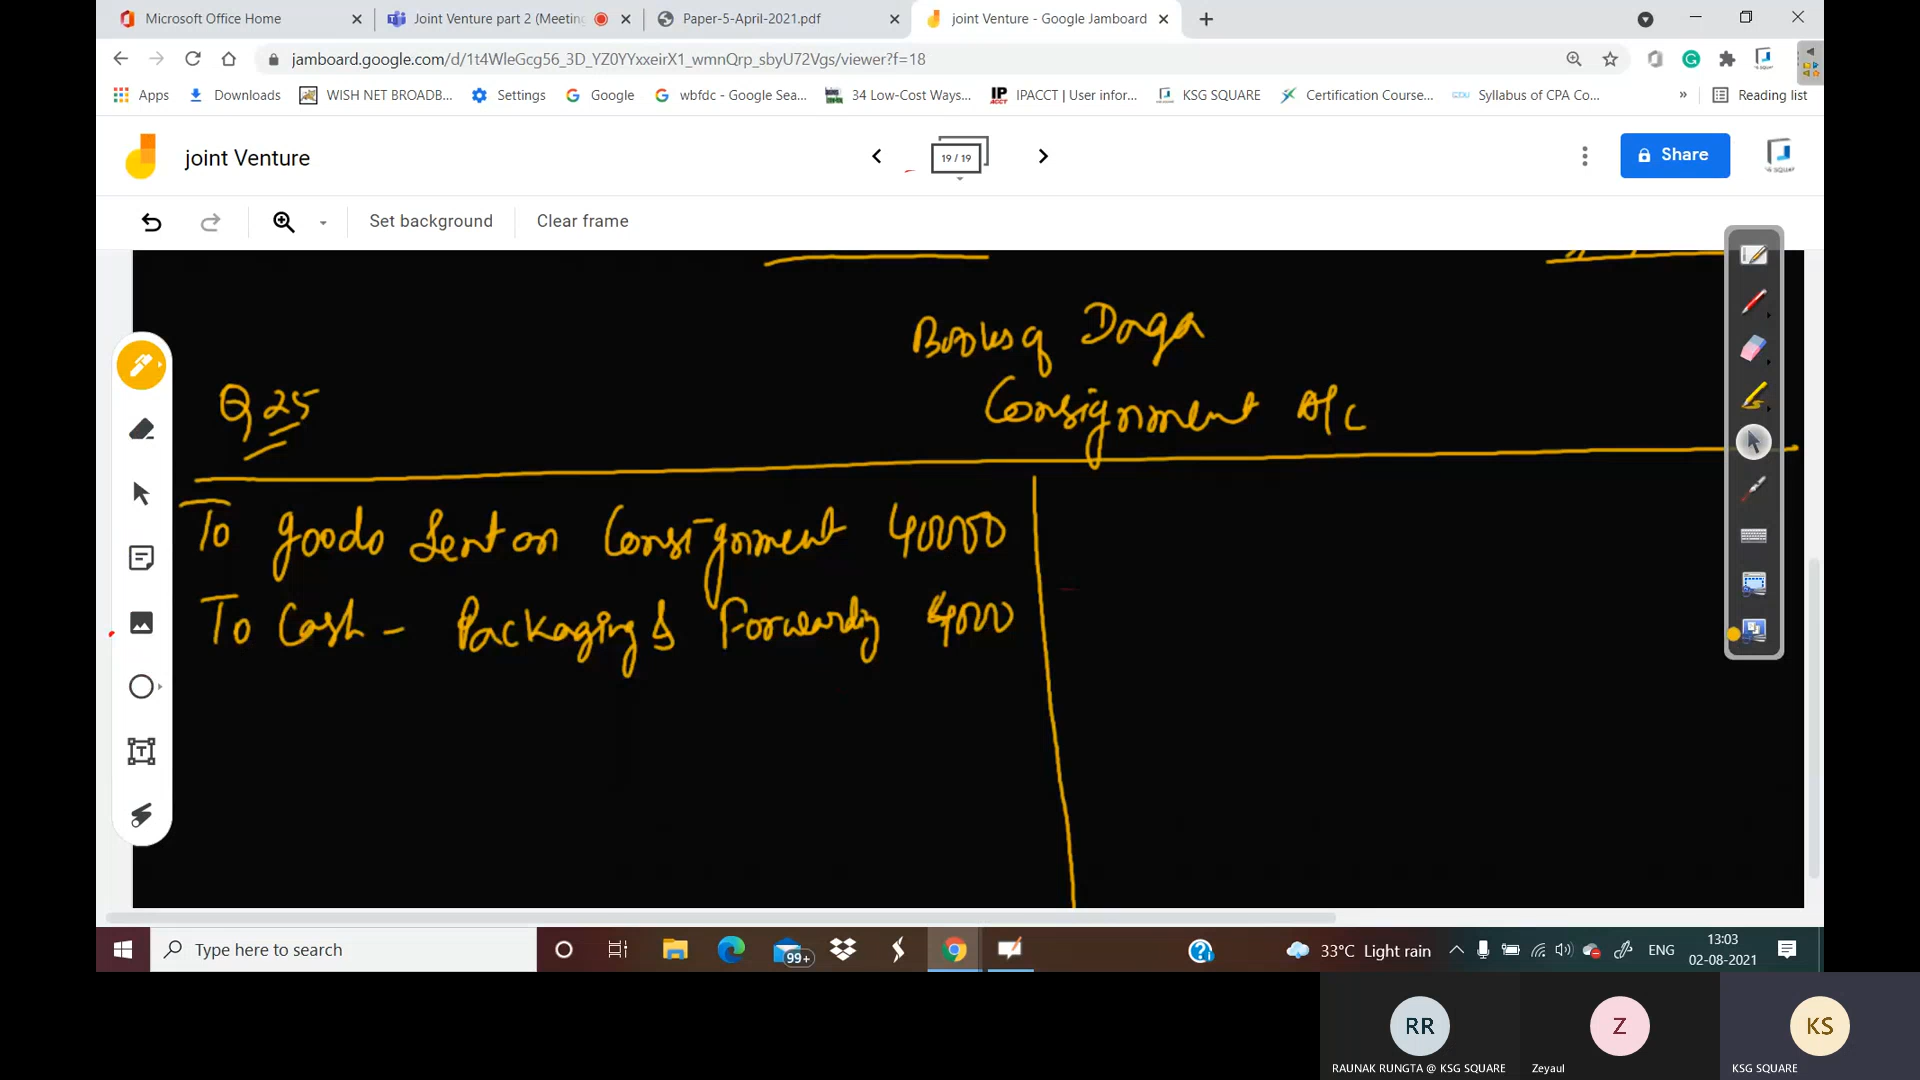 Microsoft Office Home
Joint Venture part 2 (Meetin
Paper-5-April-2021.pdf
joint Venture - Google Jamboard
jamboard.google.com/d/1t4WleGcg56_3D_YZ0YYxxeirX1_wmnQrp_sbyU72Vgs/viewer?f=18
Apps
Downloads
WISH NET BROADB...
Settings
Google
wbfdc - Google Sea...
34 Low-Cost Ways...
IPACCT | User infor...
KSG SQUARE
Certification Course...
Syllabus of CPA Co...
»
Reading list
joint Venture
19 / 19
Share
Set background
Clear frame
Books of Daga
Q 25
Consignment A/c
To goods Sent on Consignment 40000
To Cash - Packaging & Forwarding 4000
Type here to search
99+
33°C Light rain
ENG
13:03
02-08-2021
RR
Z
KS
RAUNAK RUNGTA @ KSG SQUARE
Zeyaul
KSG SQUARE